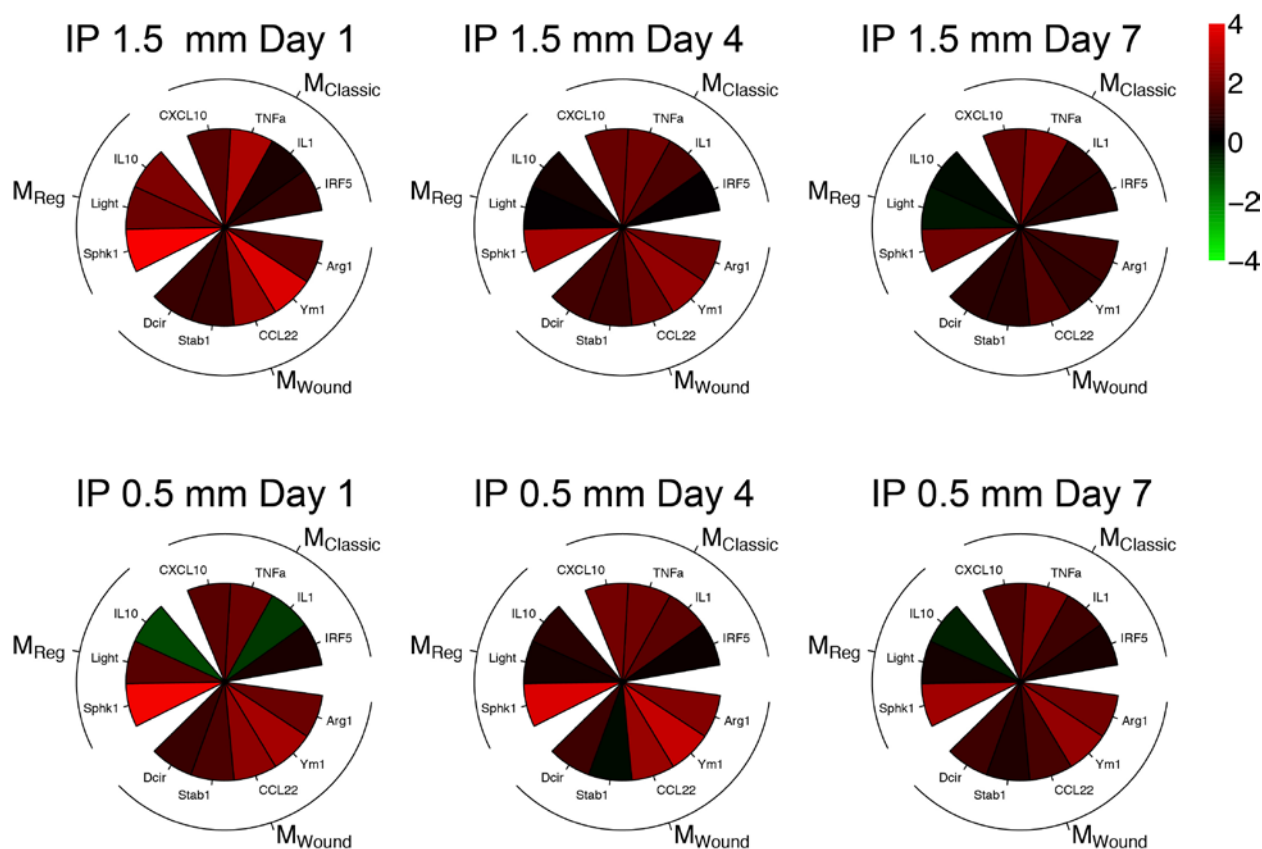 IP 1.5 mm Day 1
IP 1.5 mm Day 4
IP 1.5 mm Day 7
4
2
0
−2
−4
MClassic
CXCL10
TNFa
IL1
IRF5
IL10
MReg
Light
Sphk1
Arg1
Ym1
CCL22
Stab1
Dcir
MWound
MClassic
CXCL10
TNFa
IL1
IRF5
IL10
MReg
Light
Sphk1
Arg1
Ym1
CCL22
Stab1
Dcir
MWound
MClassic
CXCL10
TNFa
IL1
IRF5
IL10
MReg
Light
Sphk1
Arg1
Ym1
CCL22
Stab1
Dcir
MWound
IP 0.5 mm Day 1
IP 0.5 mm Day 4
IP 0.5 mm Day 7
MClassic
CXCL10
TNFa
IL1
IRF5
IL10
MReg
Light
Sphk1
Arg1
Ym1
CCL22
Stab1
Dcir
MWound
MClassic
CXCL10
TNFa
IL1
IRF5
IL10
MReg
Light
Sphk1
Arg1
Ym1
CCL22
Stab1
Dcir
MWound
MClassic
CXCL10
TNFa
IL1
IRF5
IL10
MReg
Light
Sphk1
Arg1
Ym1
CCL22
Stab1
Dcir
MWound